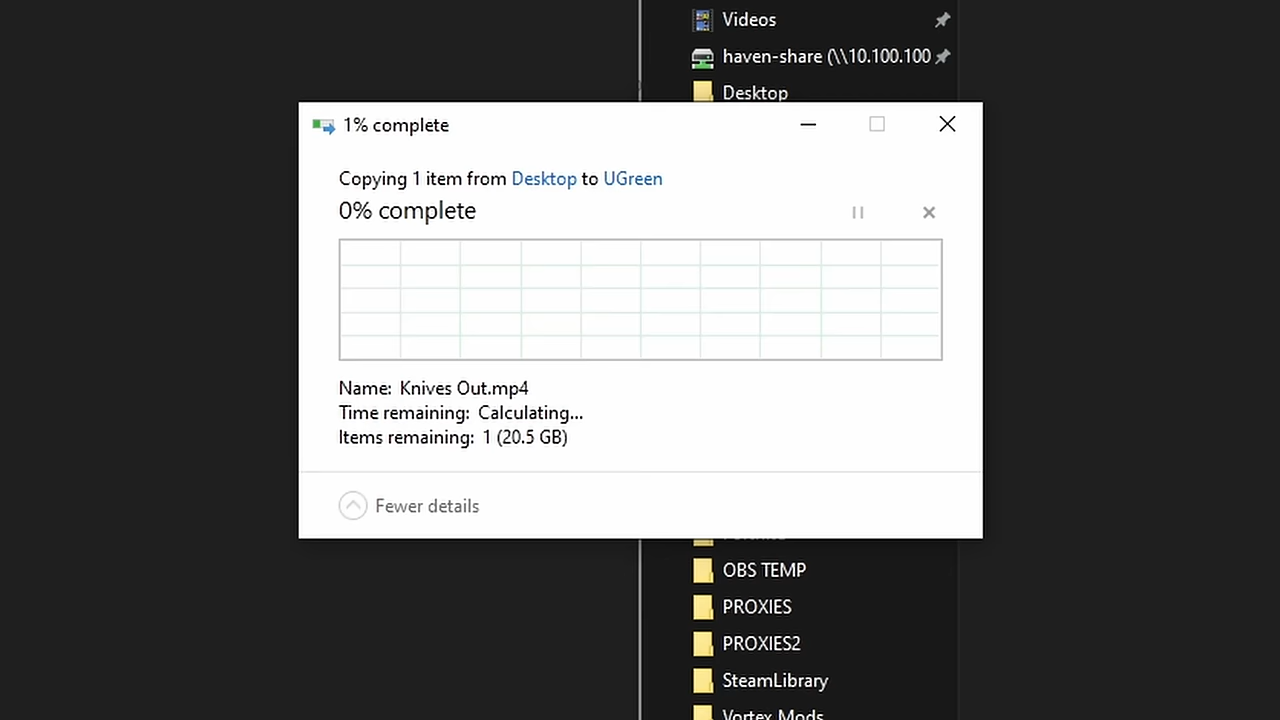 Videos
haven-share (\\10.100.100
Desktop
1% complete
Copying 1 item from Desktop to UGreen
0% complete
Name: Knives Out.mp4
Time remaining: Calculating...
Items remaining: 1 (20.5 GB)
Fewer details
OBS TEMP
PROXIES
PROXIES2
SteamLibrary
Vortex Mods